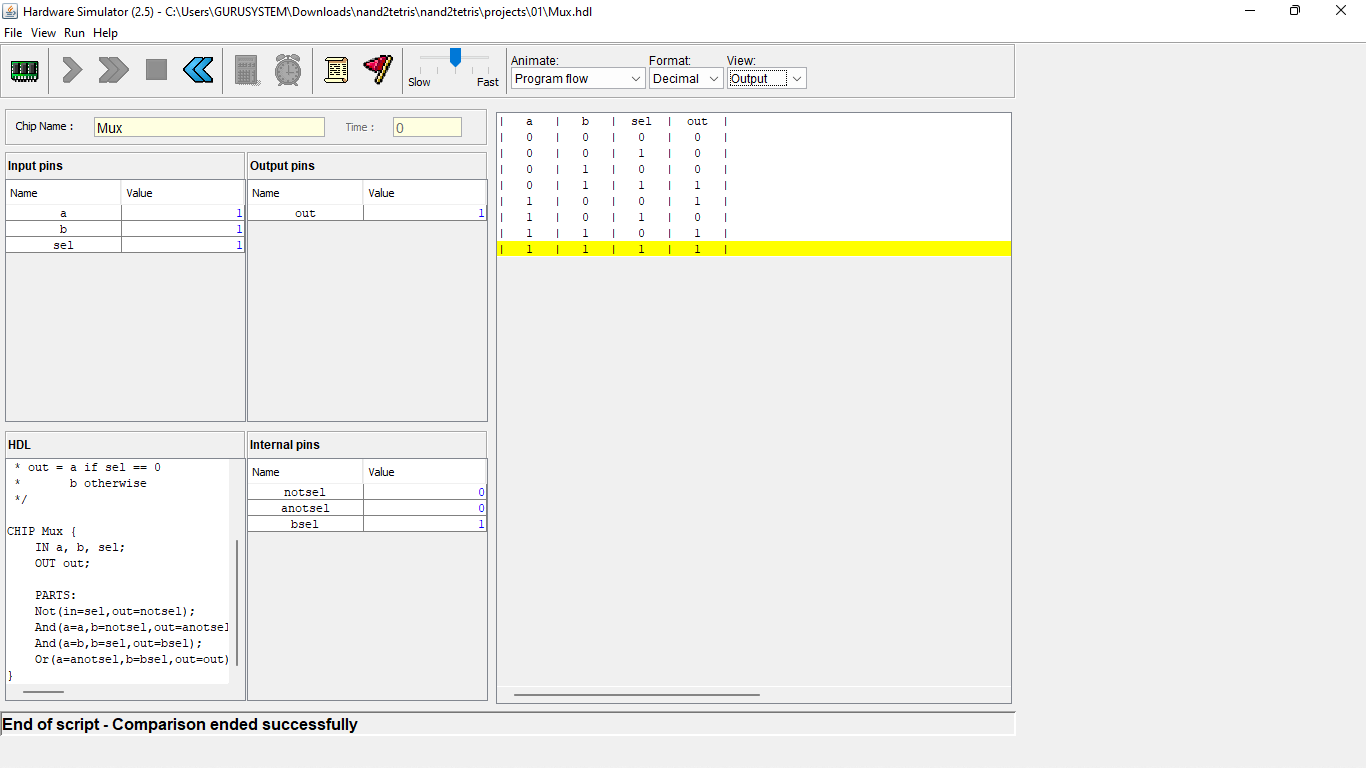 Hardware Simulator (2.5) - C:\Users\GURUSYSTEM\Downloads\nand2tetris\nand2tetris\projects\01\Mux.hdl
File View Run Help
Slow Fast
Animate: Format: View:
Program flow Decimal Output
Chip Name : Mux Time : 0
Input pins
Name Value
a 1
b 1
sel 1
Output pins
Name Value
out 1
| a | b | sel | out |
| 0 | 0 | 0 | 0 |
| 0 | 0 | 1 | 0 |
| 0 | 1 | 0 | 0 |
| 0 | 1 | 1 | 1 |
| 1 | 0 | 0 | 1 |
| 1 | 0 | 1 | 0 |
| 1 | 1 | 0 | 1 |
| 1 | 1 | 1 | 1 |
HDL
* out = a if sel == 0
* b otherwise
*/
CHIP Mux {
IN a, b, sel;
OUT out;
PARTS:
Not(in=sel,out=notsel);
And(a=a,b=notsel,out=anotsel
And(a=b,b=sel,out=bsel);
Or(a=anotsel,b=bsel,out=out)
}
Internal pins
Name Value
notsel 0
anotsel 0
bsel 1
End of script - Comparison ended successfully